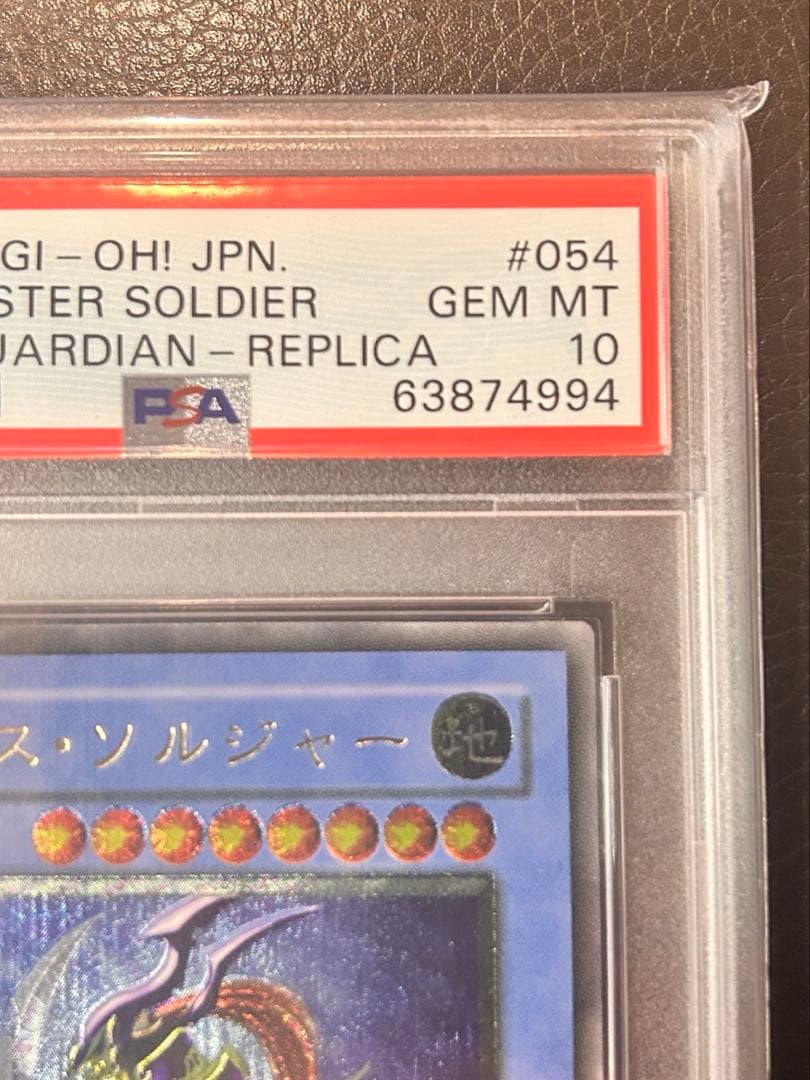 GI-OH! JPN. #054
STER SOLDIER GEM MT
UARDIAN-REPLICA 10
PSA 63874994
ス・ソルジャー 地